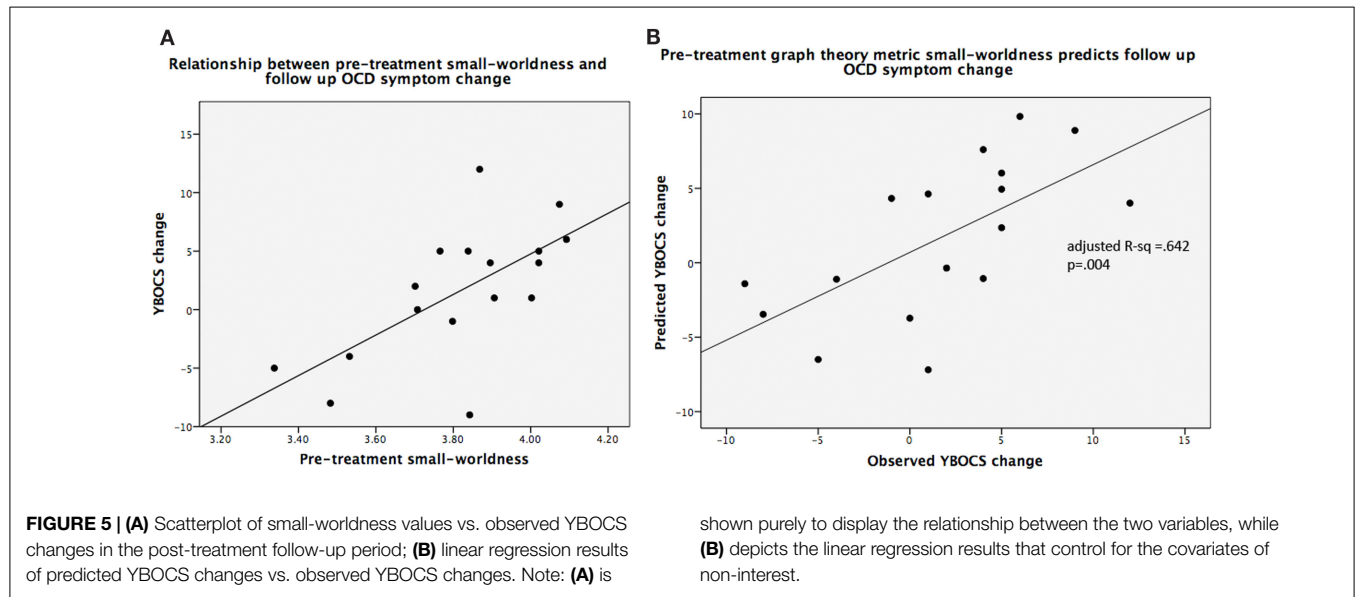 A
Relationship between pre-treatment small-worldness and
follow up OCD symptom change
YBOCS change
15
10
5
0
-5
-10
3.20 3.40 3.60 3.80 4.00 4.20
Pre-treatment small-worldness
B
Pre-treatment graph theory metric small-worldness predicts follow up
OCD symptom change
Predicted YBOCS change
10
5
0
-5
-10
adjusted R-sq =.642
p=.004
-10 -5 0 5 10 15
Observed YBOCS change
FIGURE 5 | (A) Scatterplot of small-worldness values vs. observed YBOCS
changes in the post-treatment follow-up period; (B) linear regression results
of predicted YBOCS changes vs. observed YBOCS changes. Note: (A) is
shown purely to display the relationship between the two variables, while
(B) depicts the linear regression results that control for the covariates of
non-interest.